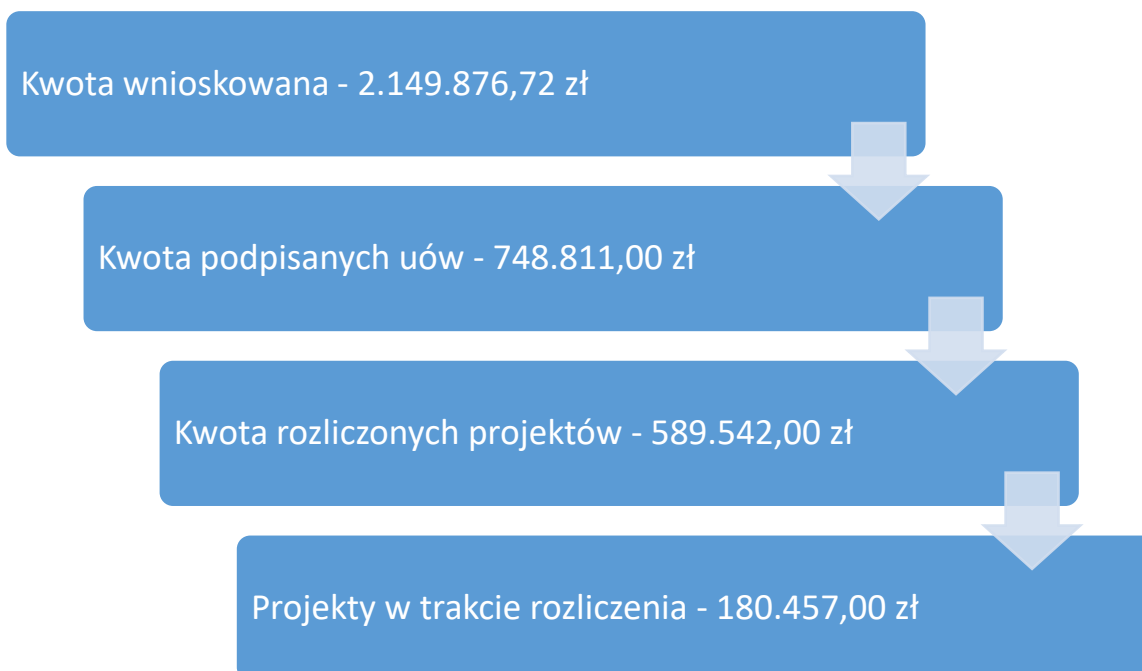 Kwota wnioskowana - 2.149.876,72 zł
Kwota podpisanych uów - 748.811,00 zł
Kwota rozliczonych projektów - 589.542,00 zł
Projekty w trakcie rozliczenia - 180.457,00 zł